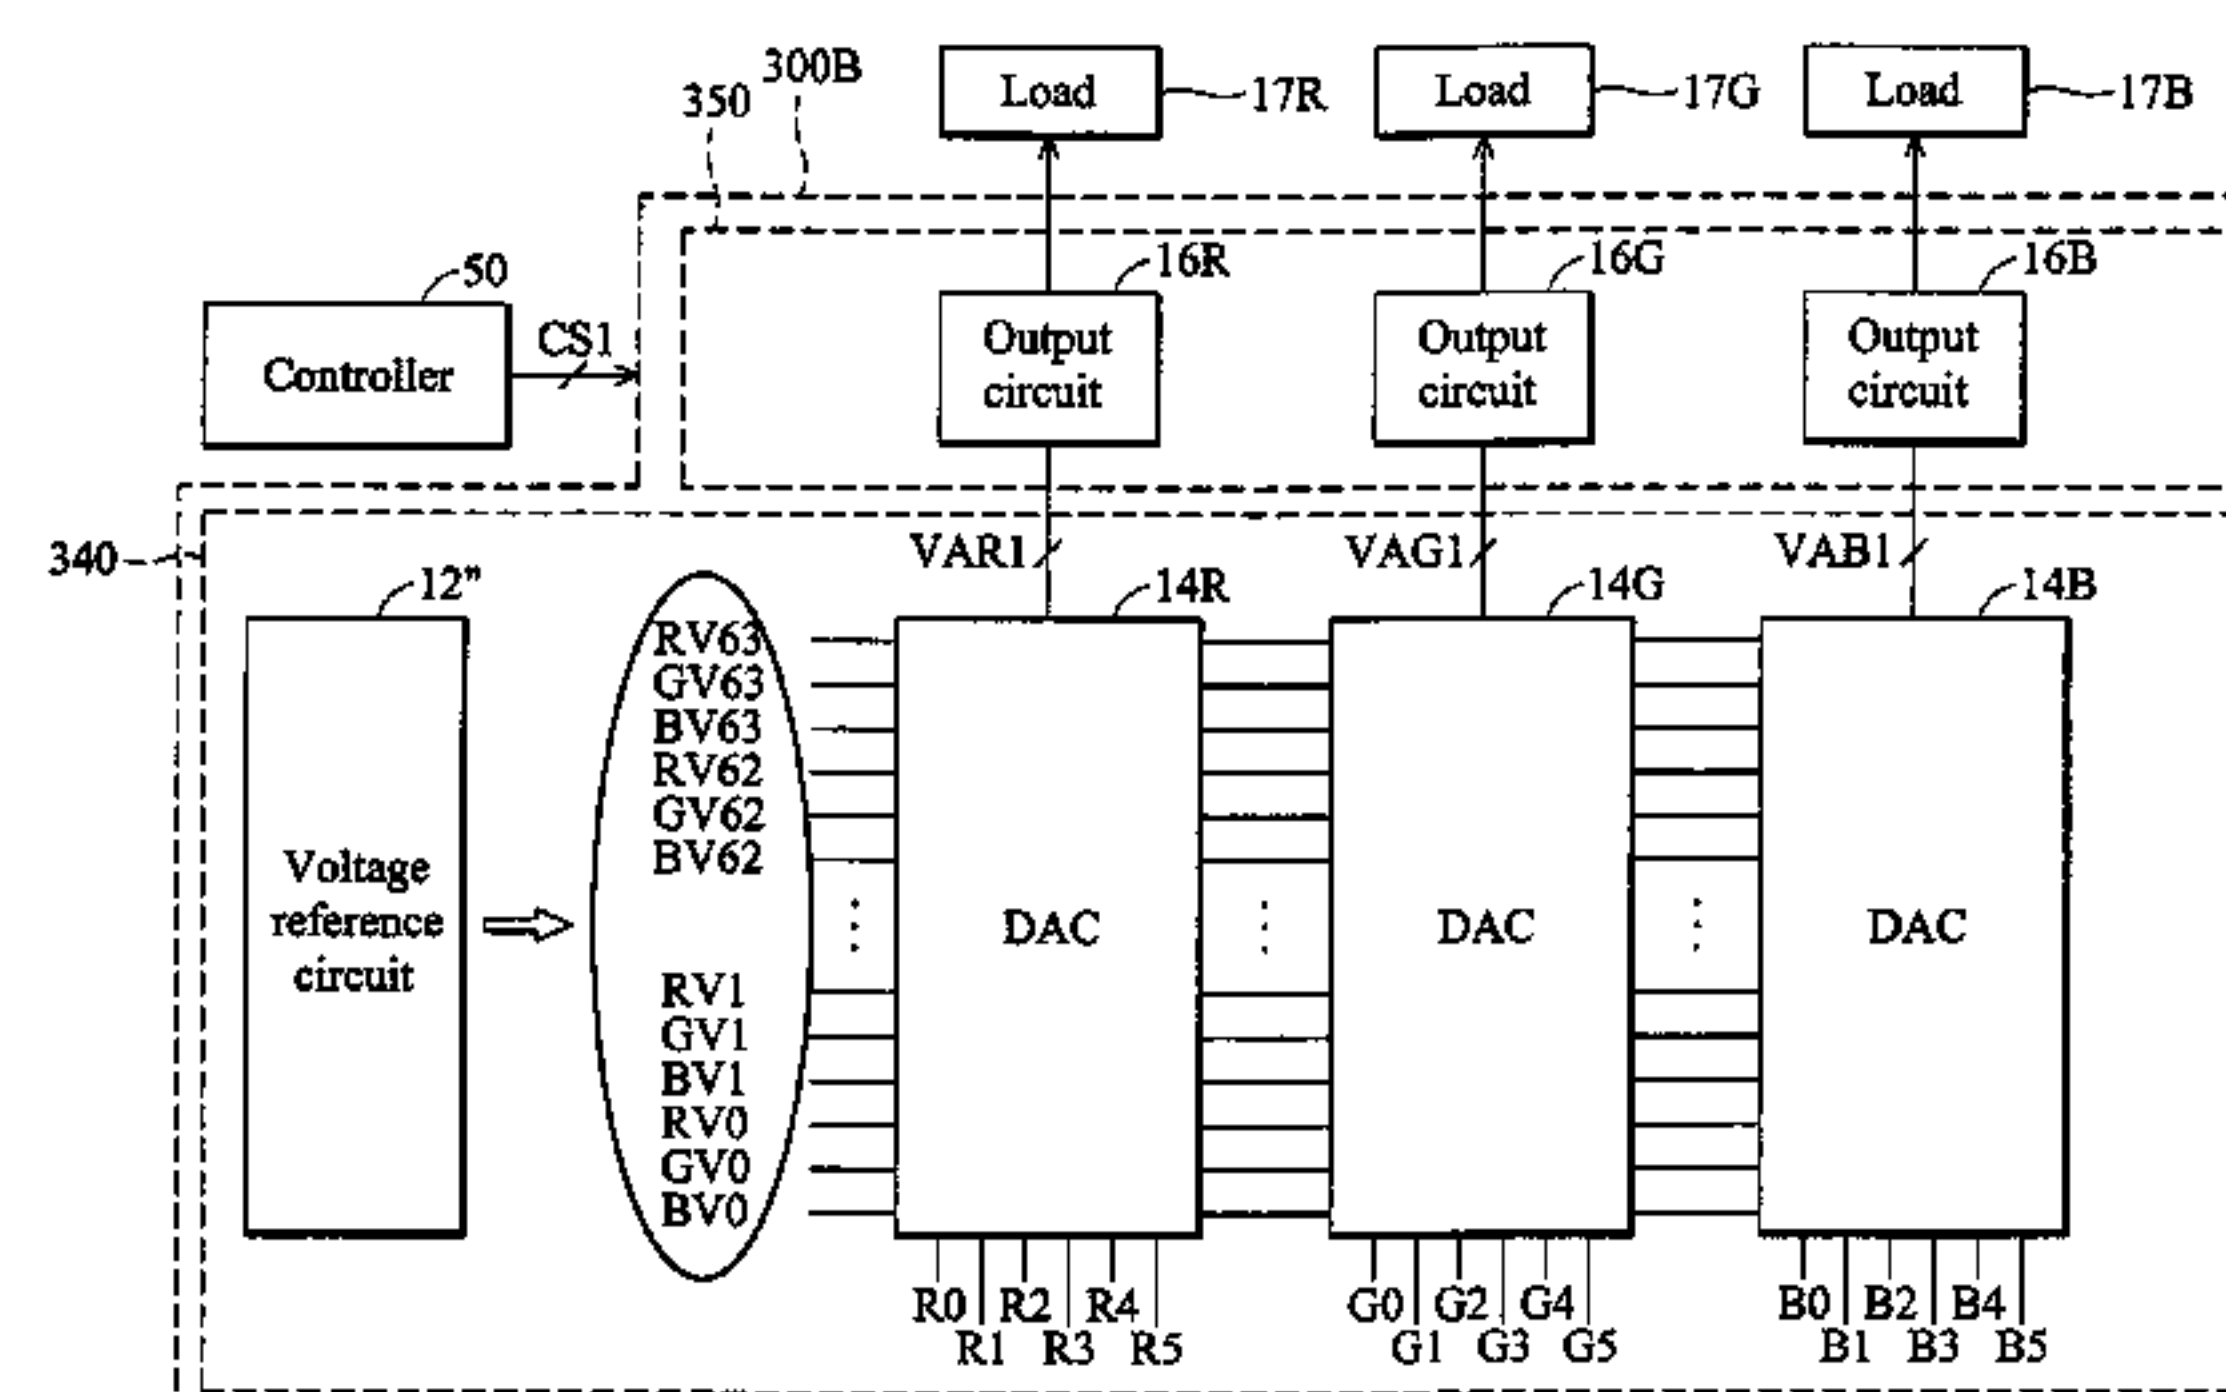 300B
350
Load
17R
Load
17G
Load
17B
50
Controller
CS1
16R
Output
circuit
16G
Output
circuit
16B
Output
circuit
340
12"
Voltage
reference
circuit
VAR1
14R
VAG1
14G
VAB1
14B
RV63
GV63
BV63
RV62
GV62
BV62
RV1
GV1
BV1
RV0
GV0
BV0
DAC
DAC
DAC
R0 R2 R4
R1 R3 R5
G0 G2 G4
G1 G3 G5
B0 B2 B4
B1 B3 B5